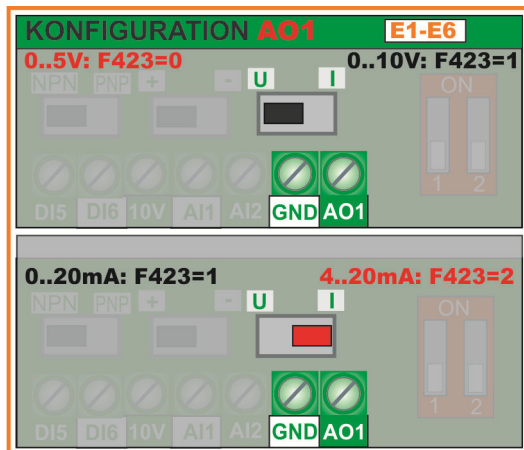 KONFIGURATION AO1 E1-E6
0..5V: F423=0 0..10V: F423=1
NPN PNP + - U I ON
1 2
DI5 DI6 10V AI1 AI2 GND AO1
0..20mA: F423=1 4..20mA: F423=2
NPN PNP + - U I ON
1 2
DI5 DI6 10V AI1 AI2 GND AO1